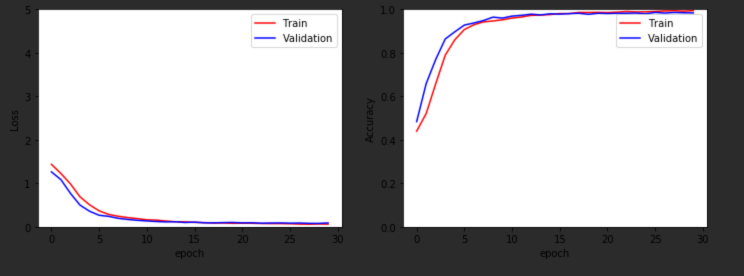 5
4
3
2
1
0
Loss
Train
Validation
0 5 10 15 20 25 30
epoch
1.0
0.8
0.6
0.4
0.2
0.0
Accuracy
Train
Validation
0 5 10 15 20 25 30
epoch